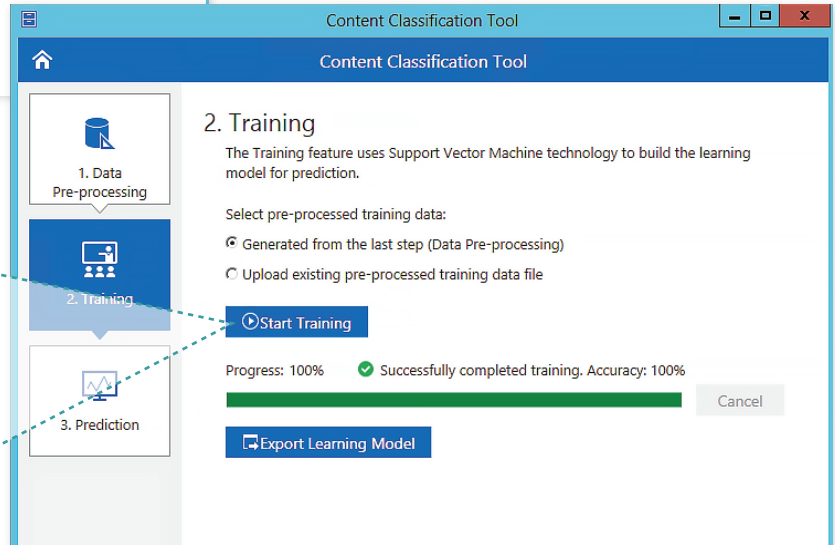 Content Classification Tool
Content Classification Tool
1. Data
Pre-processing
2. Training
3. Prediction
2. Training
The Training feature uses Support Vector Machine technology to build the learning
model for prediction.
Select pre-processed training data:
Generated from the last step (Data Pre-processing)
Upload existing pre-processed training data file
Start Training
Progress: 100% Successfully completed training. Accuracy: 100%
Cancel
Export Learning Model